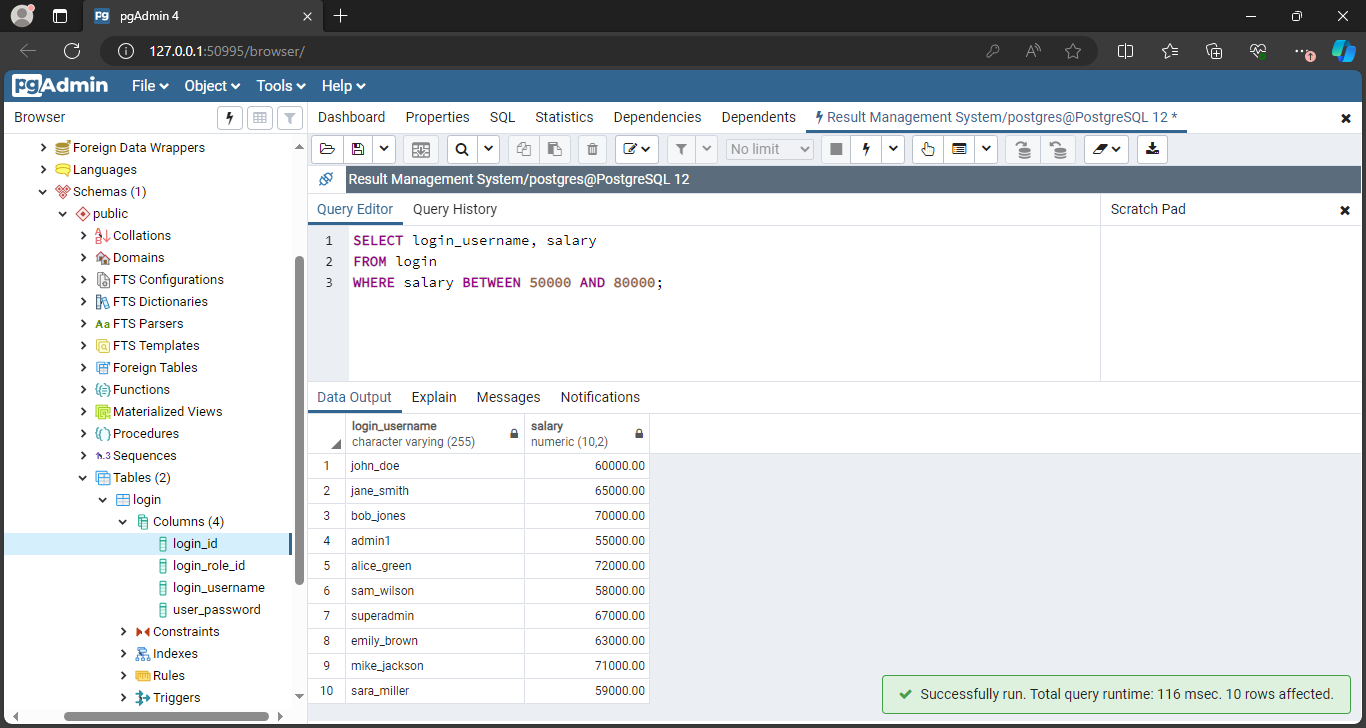 pgAdmin 4
127.0.0.1:50995/browser/
pgAdmin File Object Tools Help
Browser
Dashboard Properties SQL Statistics Dependencies Dependents Result Management System/postgres@PostgreSQL 12 *
No limit
Result Management System/postgres@PostgreSQL 12
Query Editor Query History
Scratch Pad
1 SELECT login_username, salary
2 FROM login
3 WHERE salary BETWEEN 50000 AND 80000;
Foreign Data Wrappers
Languages
Schemas (1)
public
Collations
Domains
FTS Configurations
FTS Dictionaries
FTS Parsers
FTS Templates
Foreign Tables
Functions
Materialized Views
Procedures
Sequences
Tables (2)
login
Columns (4)
login_id
login_role_id
login_username
user_password
Constraints
Indexes
Rules
Triggers
Data Output Explain Messages Notifications
login_username salary
character varying (255) numeric (10,2)
1 john_doe 60000.00
2 jane_smith 65000.00
3 bob_jones 70000.00
4 admin1 55000.00
5 alice_green 72000.00
6 sam_wilson 58000.00
7 superadmin 67000.00
8 emily_brown 63000.00
9 mike_jackson 71000.00
10 sara_miller 59000.00
Successfully run. Total query runtime: 116 msec. 10 rows affected.